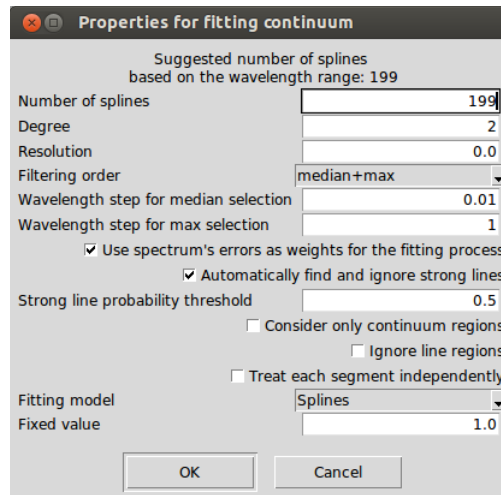 Properties for fitting continuum
Suggested number of splines
based on the wavelength range: 199
Number of splines 199
Degree 2
Resolution 0.0
Filtering order median+max
Wavelength step for median selection 0.01
Wavelength step for max selection 1
Use spectrum's errors as weights for the fitting process
Automatically find and ignore strong lines
Strong line probability threshold 0.5
Consider only continuum regions
Ignore line regions
Treat each segment independently
Fitting model Splines
Fixed value 1.0
OK Cancel